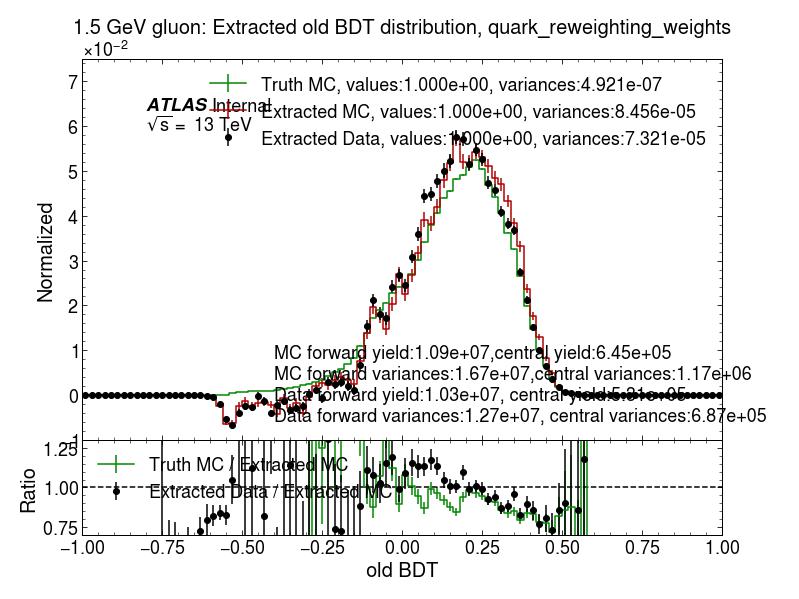 1.5 GeV gluon: Extracted old BDT distribution, quark_reweighting_weights
×10−2
Truth MC, values:1.000e+00, variances:4.921e-07
ATLAS Internal
Extracted MC, values:1.000e+00, variances:8.456e-05
√s = 13 TeV
Extracted Data, values:1.000e+00, variances:7.321e-05
7
6
5
4
3
2
1
0
−1
Normalized
MC forward yield:1.09e+07,central yield:6.45e+05
MC forward variances:1.67e+07,central variances:1.17e+06
Data forward yield:1.03e+07, central
Data forward variances:1.27e+07, central variances:6.87e+05
1.25
1.00
0.75
Ratio
Truth MC / Extracted MC
Extracted Data / Extracted MC
−1.00 −0.75 −0.50 −0.25 0.00 0.25 0.50 0.75 1.00
old BDT